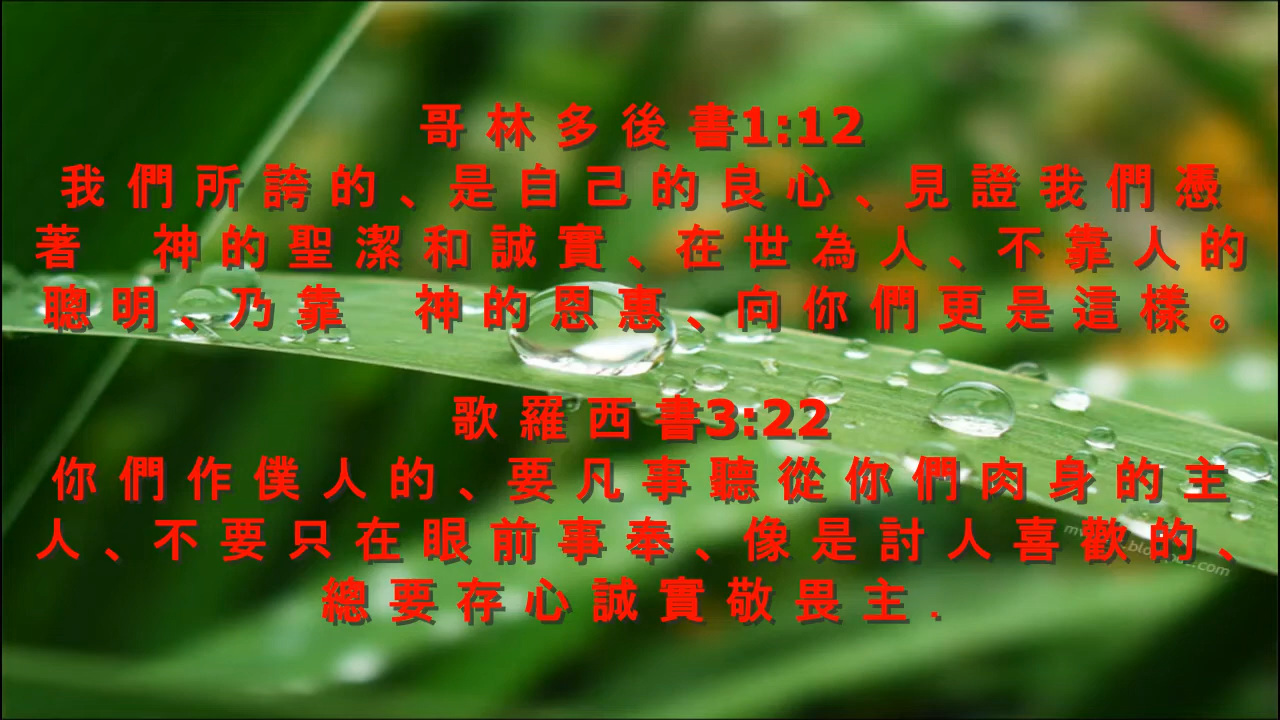 哥 林 多 後 書1:12
我 們 所 誇 的 、是 自 己 的 良 心 、見 證 我 們 憑
著　 神 的 聖 潔 和 誠 實 、在 世 為 人 、不 靠 人 的
聰 明 、乃 靠　 神 的 恩 惠 、向 你 們 更 是 這 樣 。
歌 羅 西 書3:22
你 們 作 僕 人 的 、要 凡 事 聽 從 你 們 肉 身 的 主
人 、不 要 只 在 眼 前 事 奉 、像 是 討 人 喜 歡 的 、
總 要 存 心 誠 實 敬 畏 主 .